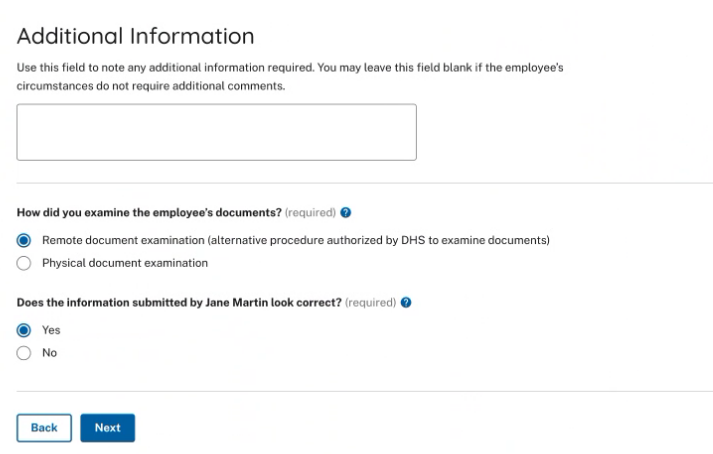 Additional Information
Use this field to note any additional information required. You may leave this field blank if the employee's
circumstances do not require additional comments.
How did you examine the employee's documents? (required) ?
Remote document examination (alternative procedure authorized by DHS to examine documents)
Physical document examination
Does the information submitted by Jane Martin look correct? (required) ?
Yes
No
Back Next